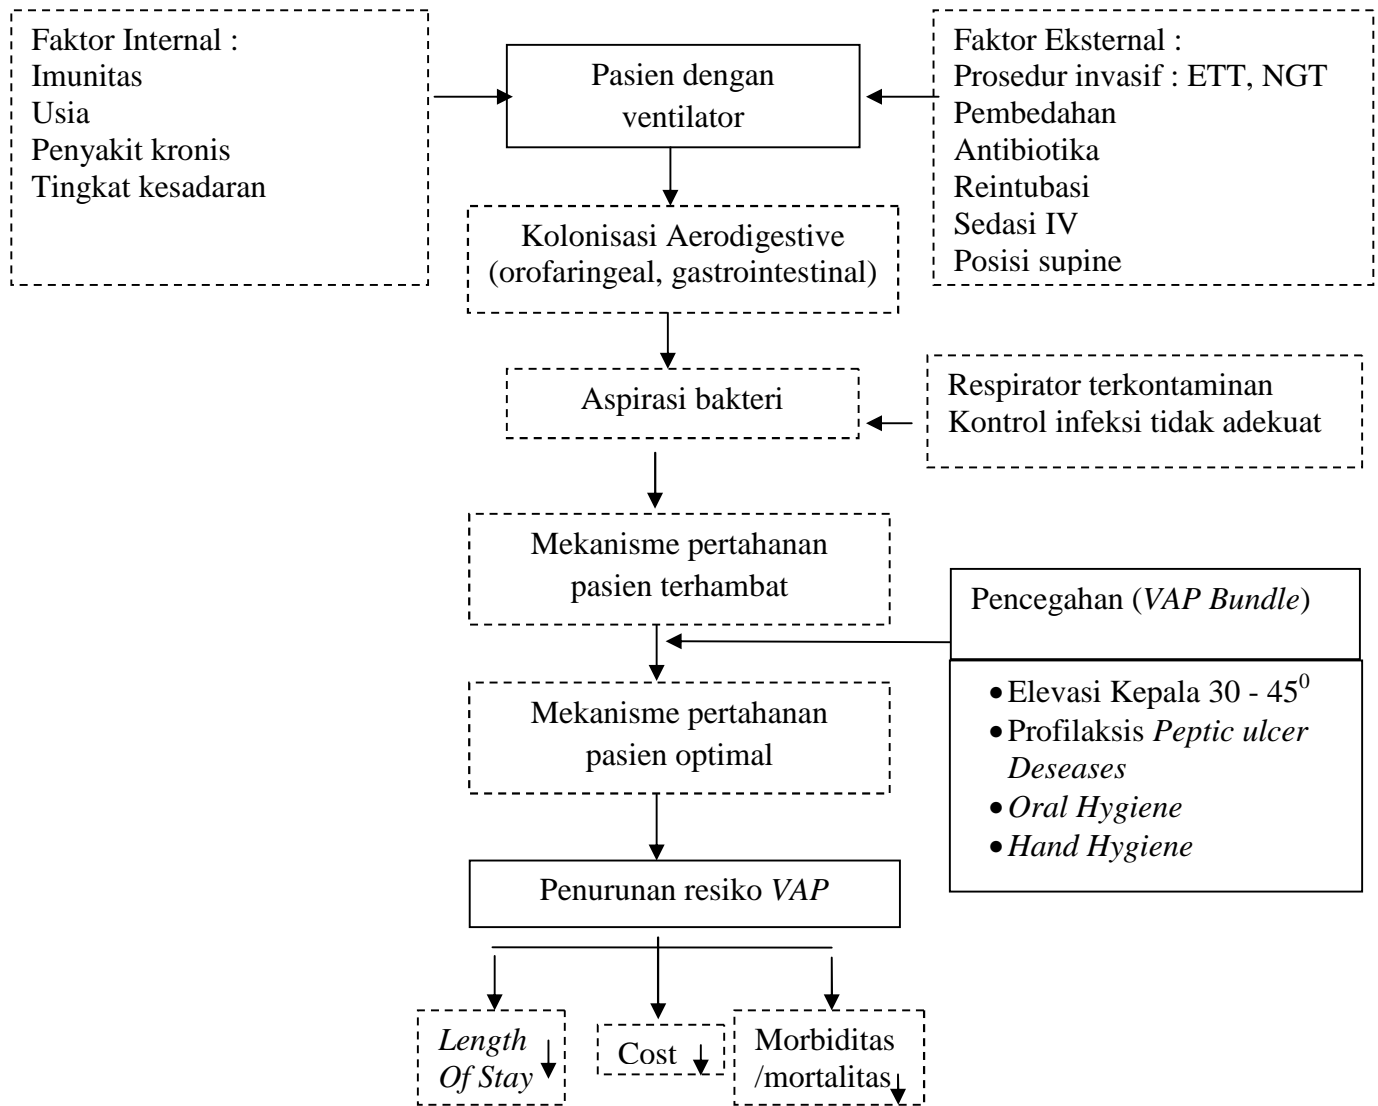 Faktor Internal :
Imunitas
Usia
Penyakit kronis
Tingkat kesadaran
Pasien dengan
ventilator
Faktor Eksternal :
Prosedur invasif : ETT, NGT
Pembedahan
Antibiotika
Reintubasi
Sedasi IV
Posisi supine
Kolonisasi Aerodigestive
(orofaringeal, gastrointestinal)
Aspirasi bakteri
Respirator terkontaminan
Kontrol infeksi tidak adekuat
Mekanisme pertahanan
pasien terhambat
Pencegahan (VAP Bundle)
• Elevasi Kepala 30 - 45⁰
• Profilaksis Peptic ulcer
Deseases
• Oral Hygiene
• Hand Hygiene
Mekanisme pertahanan
pasien optimal
Penurunan resiko VAP
Length
Of Stay
Cost
Morbiditas
/mortalitas